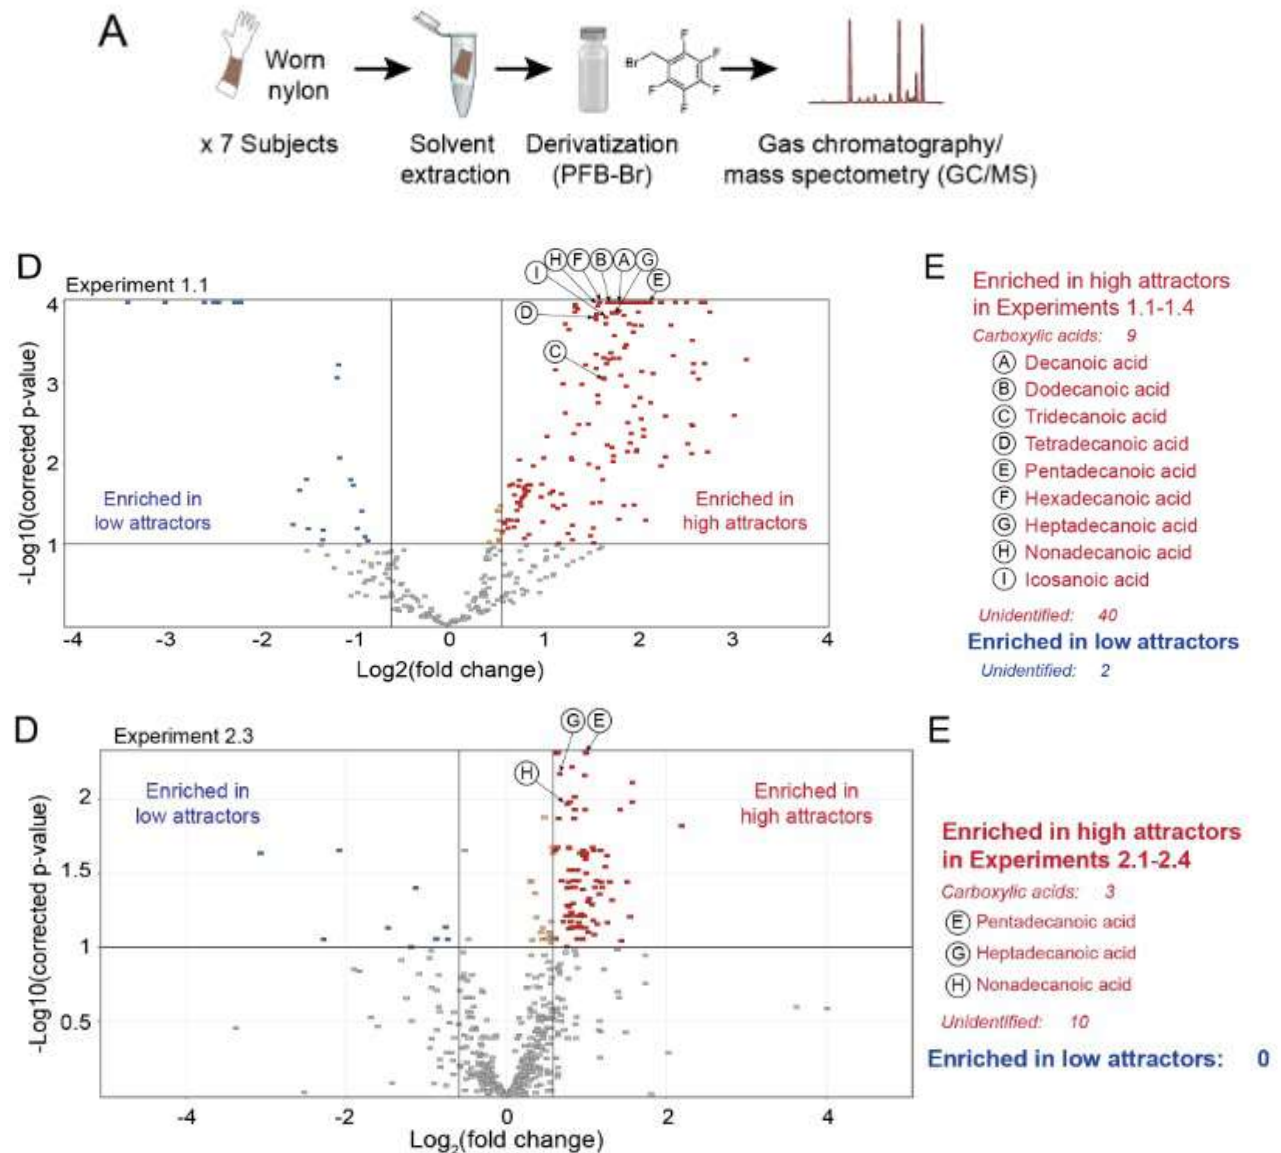 A
Worn
nylon
x 7 Subjects
Solvent
extraction
Br
F
F
F
F
F
Derivatization
(PFB-Br)
Gas chromatography/
mass spectometry (GC/MS)
D
Experiment 1.1
H F B A G
I
E
D
C
4
3
2
1
-Log10(corrected p-value)
Enriched in
low attractors
Enriched in
high attractors
-4 -3 -2 -1 0 1 2 3 4
Log2(fold change)
E
Enriched in high attractors
in Experiments 1.1-1.4
Carboxylic acids: 9
A Decanoic acid
B Dodecanoic acid
C Tridecanoic acid
D Tetradecanoic acid
E Pentadecanoic acid
F Hexadecanoic acid
G Heptadecanoic acid
H Nonadecanoic acid
I Icosanoic acid
Unidentified: 40
Enriched in low attractors
Unidentified: 2
D
Experiment 2.3
G E
H
Enriched in
low attractors
Enriched in
high attractors
2
1.5
1
0.5
-Log10(corrected p-value)
-4 -2 0 2 4
Log2(fold change)
E
Enriched in high attractors
in Experiments 2.1-2.4
Carboxylic acids: 3
E Pentadecanoic acid
G Heptadecanoic acid
H Nonadecanoic acid
Unidentified: 10
Enriched in low attractors: 0